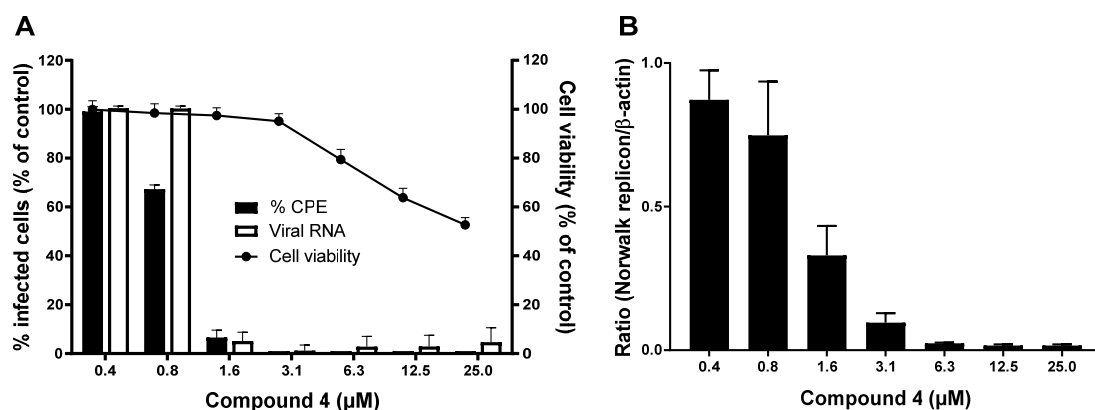 A
120
100
80
60
40
20
0
% infected cells (% of control)
% CPE
Viral RNA
Cell viability
120
100
80
60
40
20
0
Cell viability (% of control)
0.4 0.8 1.6 3.1 6.3 12.5 25.0
Compound 4 (µM)
B
1.0
0.5
0.0
Ratio (Norwalk replicon/β-actin)
0.4 0.8 1.6 3.1 6.3 12.5 25.0
Compound 4 (µM)